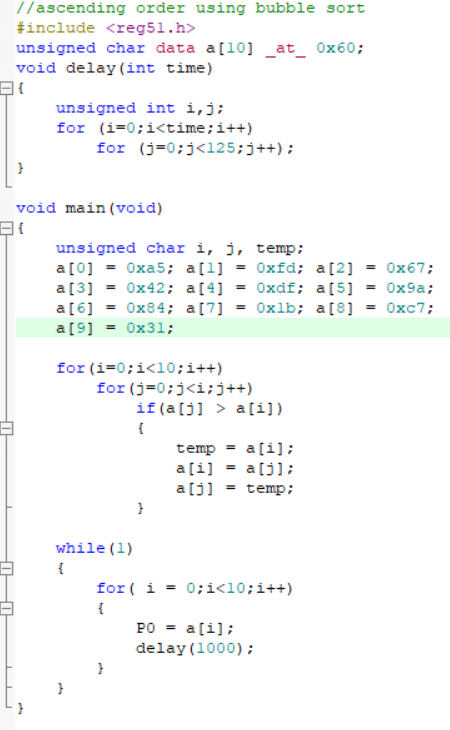 //ascending order using bubble sort
#include <reg51.h>
unsigned char data a[10] _at_ 0x60;
void delay(int time)
{
    unsigned int i,j;
    for (i=0;i<time;i++)
        for (j=0;j<125;j++);
}

void main(void)
{
    unsigned char i, j, temp;
    a[0] = 0xa5; a[1] = 0xfd; a[2] = 0x67;
    a[3] = 0x42; a[4] = 0xdf; a[5] = 0x9a;
    a[6] = 0x84; a[7] = 0x1b; a[8] = 0xc7;
    a[9] = 0x31;

    for(i=0;i<10;i++)
        for(j=0;j<i;j++)
            if(a[j] > a[i])
            {
                temp = a[i];
                a[i] = a[j];
                a[j] = temp;
            }

    while(1)
    {
        for( i = 0;i<10;i++)
        {
            P0 = a[i];
            delay(1000);
        }
    }
}